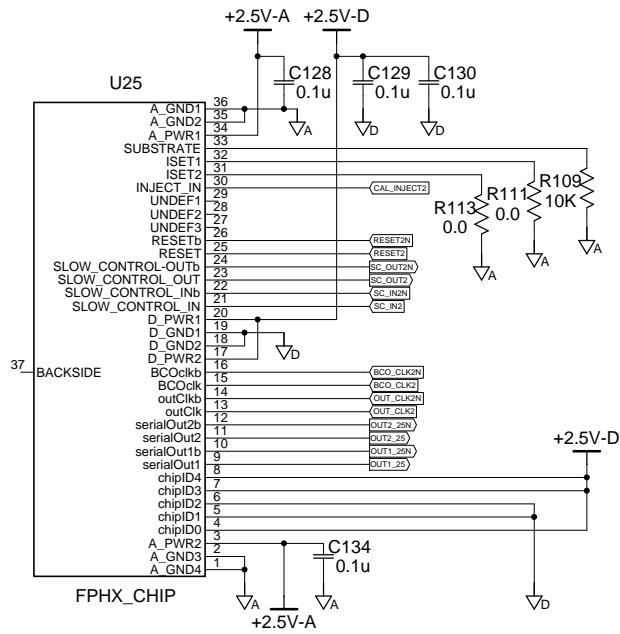 +2.5V-A
+2.5V-D
C128
0.1u
C129
0.1u
C130
0.1u
A
D
D
U25
A_GND1 36
A_GND2 35
A_PWR1 34
SUBSTRATE 33
ISET1 32
ISET2 31
INJECT_IN 30 CAL_INJECT2
UNDEF1 29
UNDEF2 28
UNDEF3 27
RESETb 26 RESET2N
RESET 25 RESET2
SLOW_CONTROL-OUTb 24 SC_OUT2N
SLOW_CONTROL_OUT 23 SC_OUT2
SLOW_CONTROL_INb 22 SC_IN2N
SLOW_CONTROL_IN 21 SC_IN2
D_PWR1 20
D_GND1 19
D_GND2 18
D_PWR2 17
BCOclkb 16 BCO_CLK2N
BCOclk 15 BCO_CLK2
outClkb 14 OUT_CLK2N
outClk 13 OUT_CLK2
serialOut2b 12 OUT2_25N
serialOut2 11 OUT2_25
serialOut1b 10 OUT1_25N
serialOut1 9 OUT1_25
chipID4 8
chipID3 7
chipID2 6
chipID1 5
chipID0 4
A_PWR2 3
A_GND3 2
A_GND4 1
37 BACKSIDE
FPHX_CHIP
R113
0.0
R111
0.0
R109
10K
A
A
A
D
+2.5V-D
C134
0.1u
A
A
D
+2.5V-A